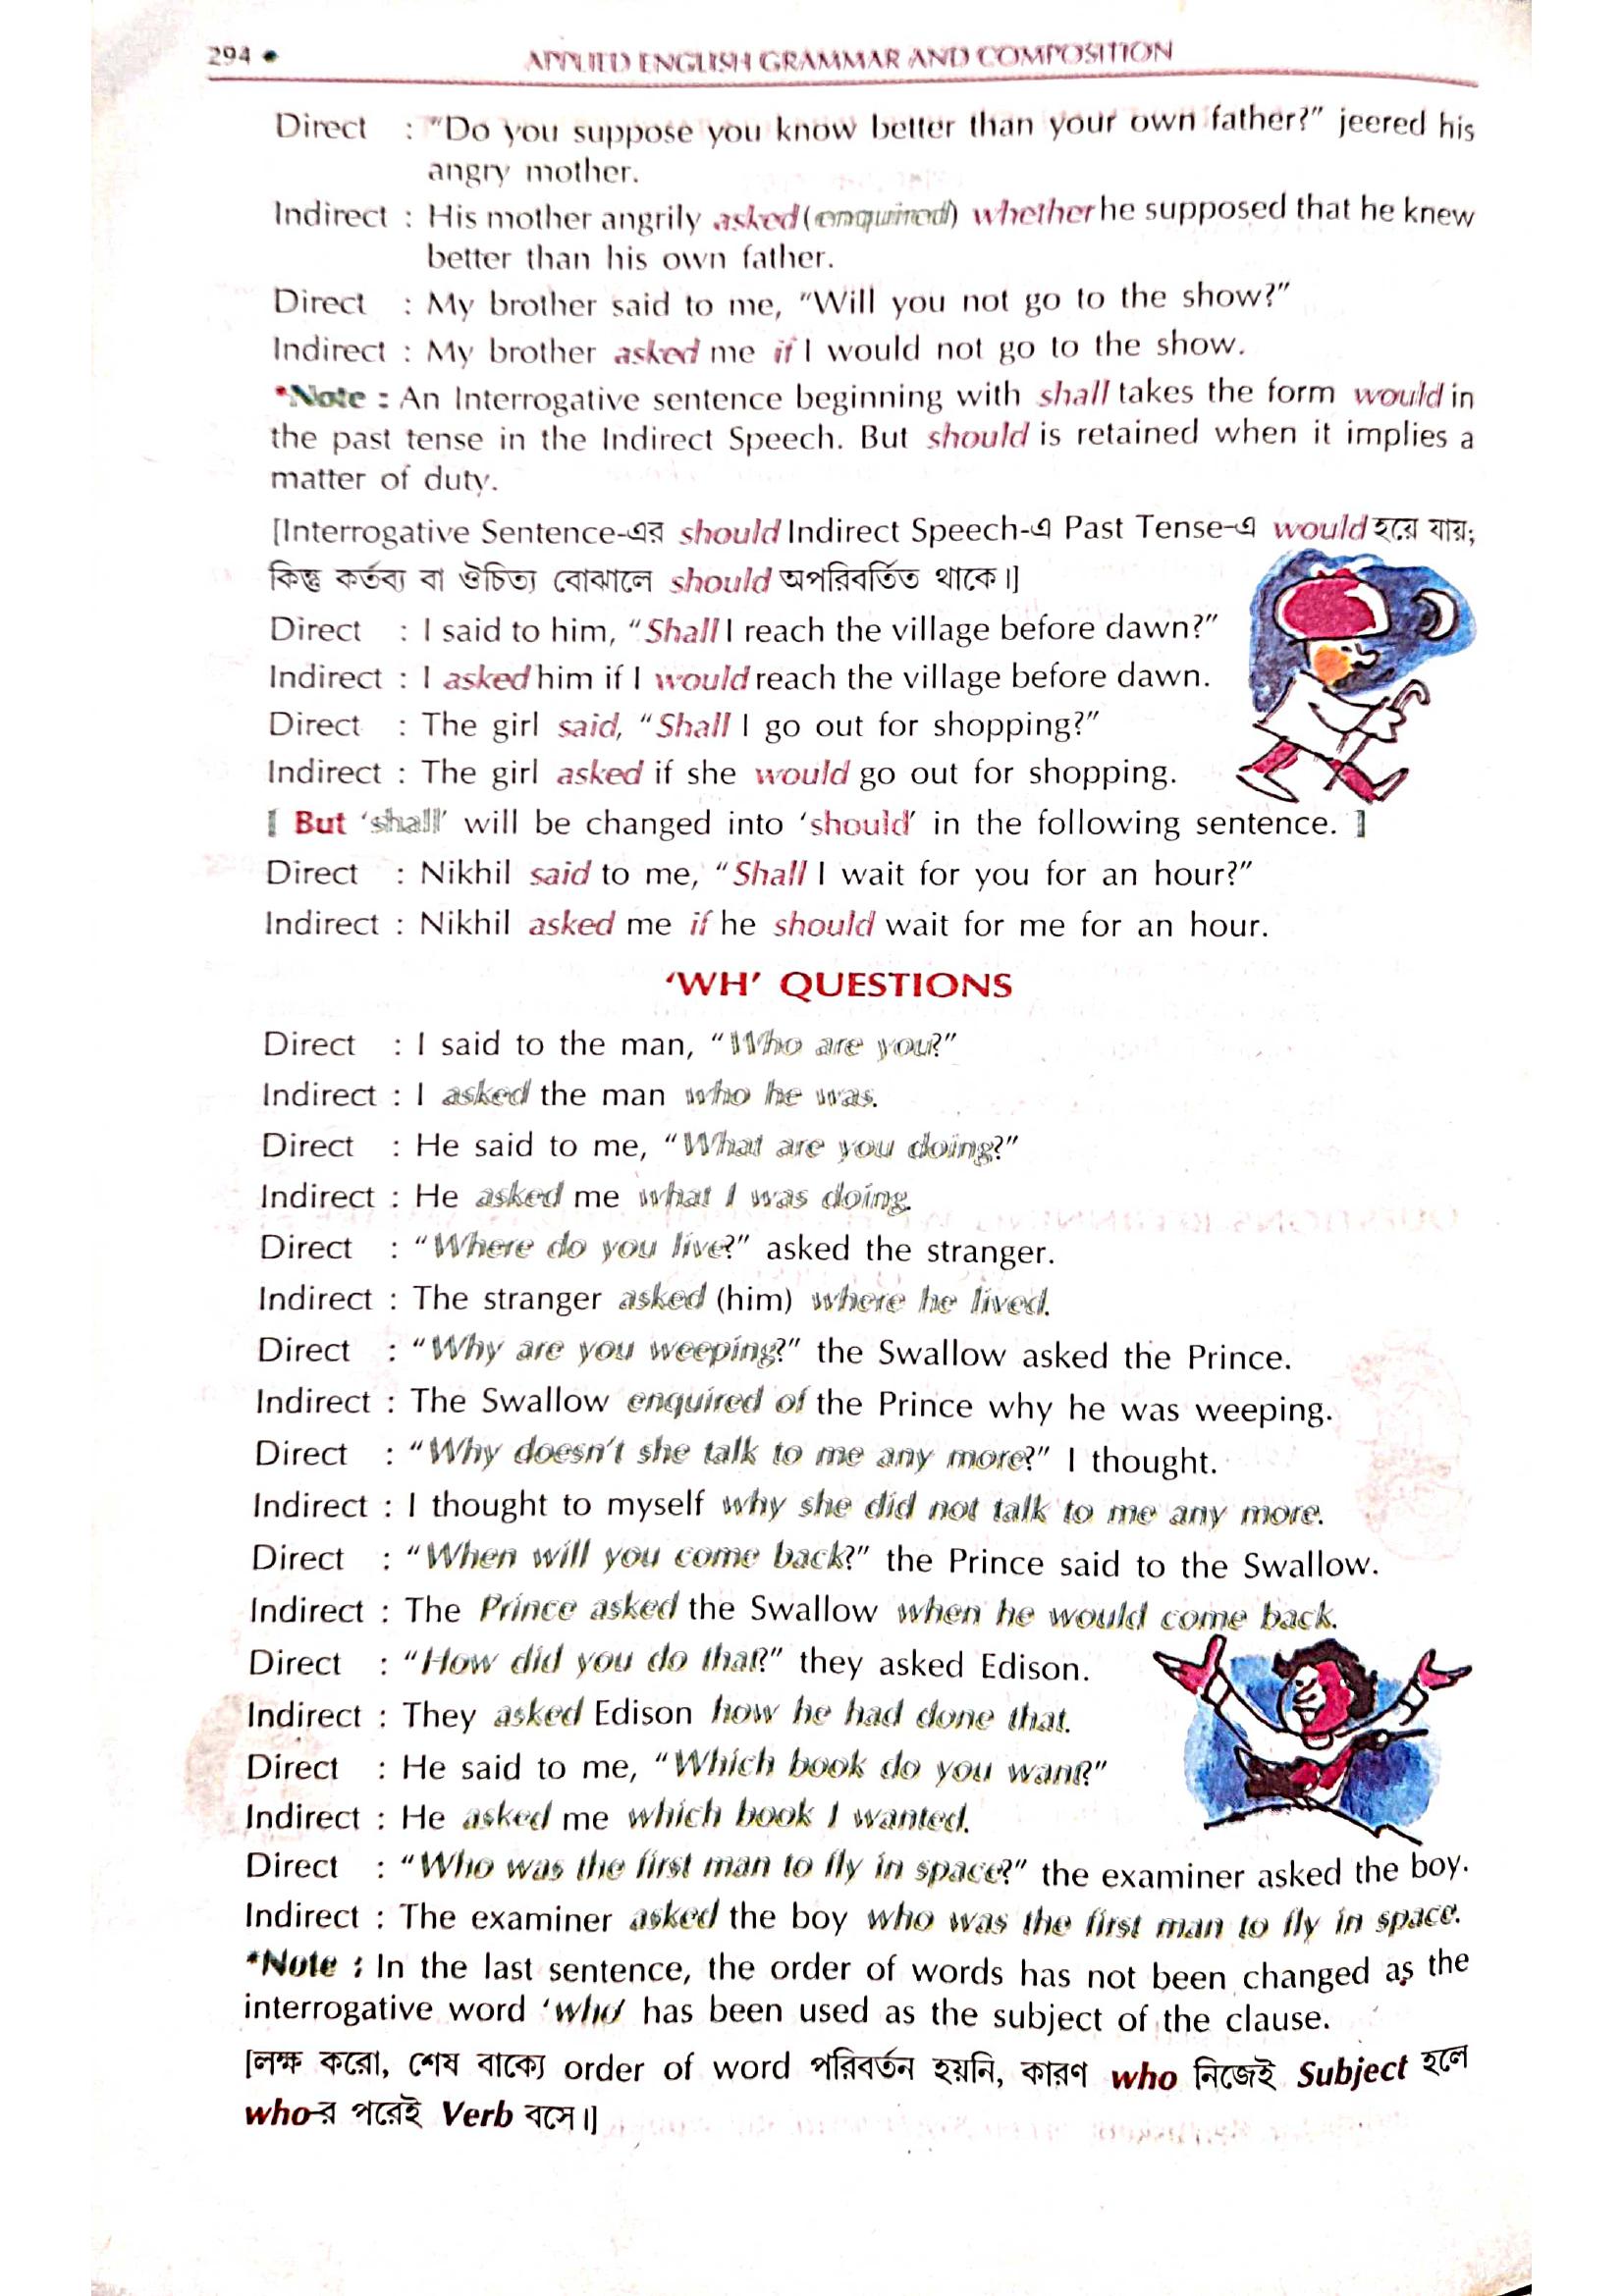 294 •
APPLIED ENGLISH GRAMMAR AND COMPOSITION
Direct : “Do you suppose you know better than your own father?” jeered his
angry mother.
Indirect : His mother angrily asked (enquired) whether he supposed that he knew
better than his own father.
Direct : My brother said to me, “Will you not go to the show?”
Indirect : My brother asked me if I would not go to the show.
*Note : An Interrogative sentence beginning with shall takes the form would in
the past tense in the Indirect Speech. But should is retained when it implies a
matter of duty.
[Interrogative Sentence-এর should Indirect Speech-এ Past Tense-এ would হয়ে যায়;
কিন্তু কর্তব্য বা ঔচিত্য বোঝালে should অপরিবর্তিত থাকে।]
Direct : I said to him, “Shall I reach the village before dawn?”
Indirect : I asked him if I would reach the village before dawn.
Direct : The girl said, “Shall I go out for shopping?”
Indirect : The girl asked if she would go out for shopping.
[ But ‘shall’ will be changed into ‘should’ in the following sentence. ]
Direct : Nikhil said to me, “Shall I wait for you for an hour?”
Indirect : Nikhil asked me if he should wait for me for an hour.
‘WH’ QUESTIONS
Direct : I said to the man, “Who are you?”
Indirect : I asked the man who he was.
Direct : He said to me, “What are you doing?”
Indirect : He asked me what I was doing.
Direct : “Where do you live?” asked the stranger.
Indirect : The stranger asked (him) where he lived.
Direct : “Why are you weeping?” the Swallow asked the Prince.
Indirect : The Swallow enquired of the Prince why he was weeping.
Direct : “Why doesn’t she talk to me any more?” I thought.
Indirect : I thought to myself why she did not talk to me any more.
Direct : “When will you come back?” the Prince said to the Swallow.
Indirect : The Prince asked the Swallow when he would come back.
Direct : “How did you do that?” they asked Edison.
Indirect : They asked Edison how he had done that.
Direct : He said to me, “Which book do you want?”
Indirect : He asked me which book I wanted.
Direct : “Who was the first man to fly in space?” the examiner asked the boy.
Indirect : The examiner asked the boy who was the first man to fly in space.
*Note : In the last sentence, the order of words has not been changed as the
interrogative word ‘who’ has been used as the subject of the clause.
[লক্ষ করো, শেষ বাক্যে order of word পরিবর্তন হয়নি, কারণ who নিজেই Subject হলে
who-র পরেই Verb বসে।]